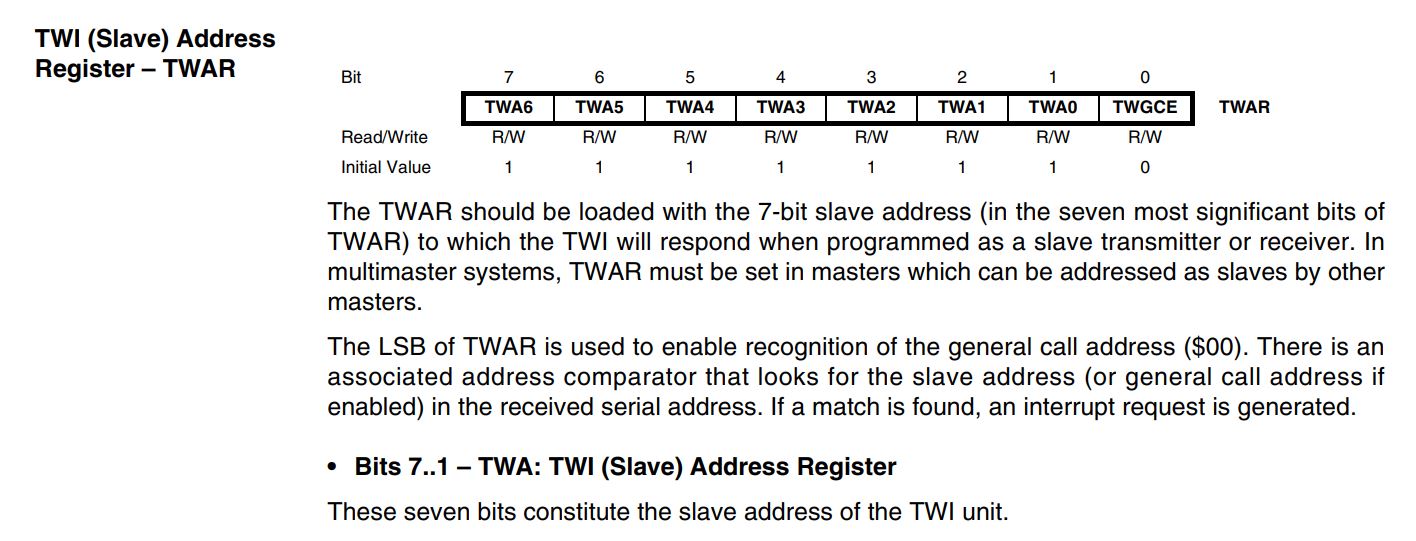 TWI (Slave) Address
Register – TWAR
Bit 7 6 5 4 3 2 1 0
TWA6 TWA5 TWA4 TWA3 TWA2 TWA1 TWA0 TWGCE TWAR
Read/Write R/W R/W R/W R/W R/W R/W R/W R/W
Initial Value 1 1 1 1 1 1 1 0
The TWAR should be loaded with the 7-bit slave address (in the seven most significant bits of
TWAR) to which the TWI will respond when programmed as a slave transmitter or receiver. In
multimaster systems, TWAR must be set in masters which can be addressed as slaves by other
masters.
The LSB of TWAR is used to enable recognition of the general call address ($00). There is an
associated address comparator that looks for the slave address (or general call address if
enabled) in the received serial address. If a match is found, an interrupt request is generated.
• Bits 7..1 – TWA: TWI (Slave) Address Register
These seven bits constitute the slave address of the TWI unit.